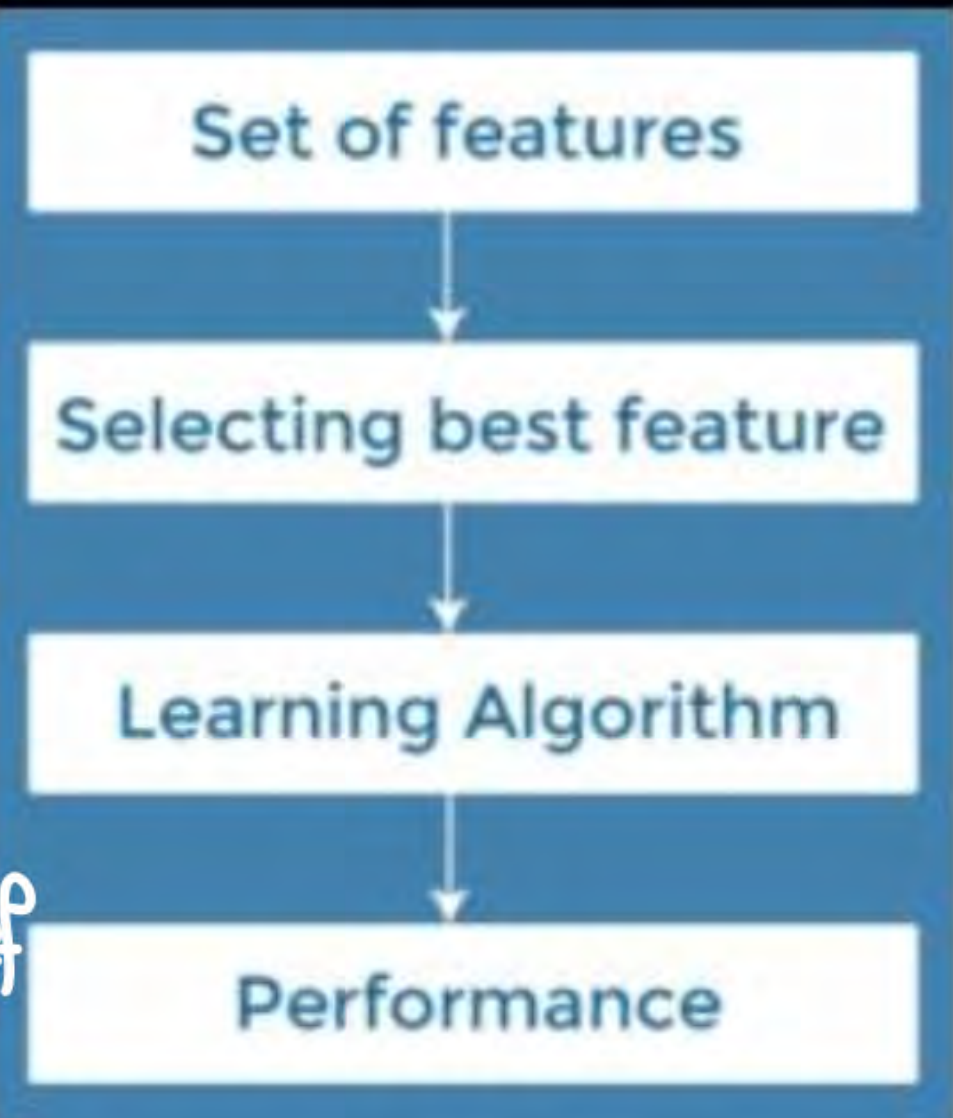 Set of features
Selecting best feature
Learning Algorithm
Performance